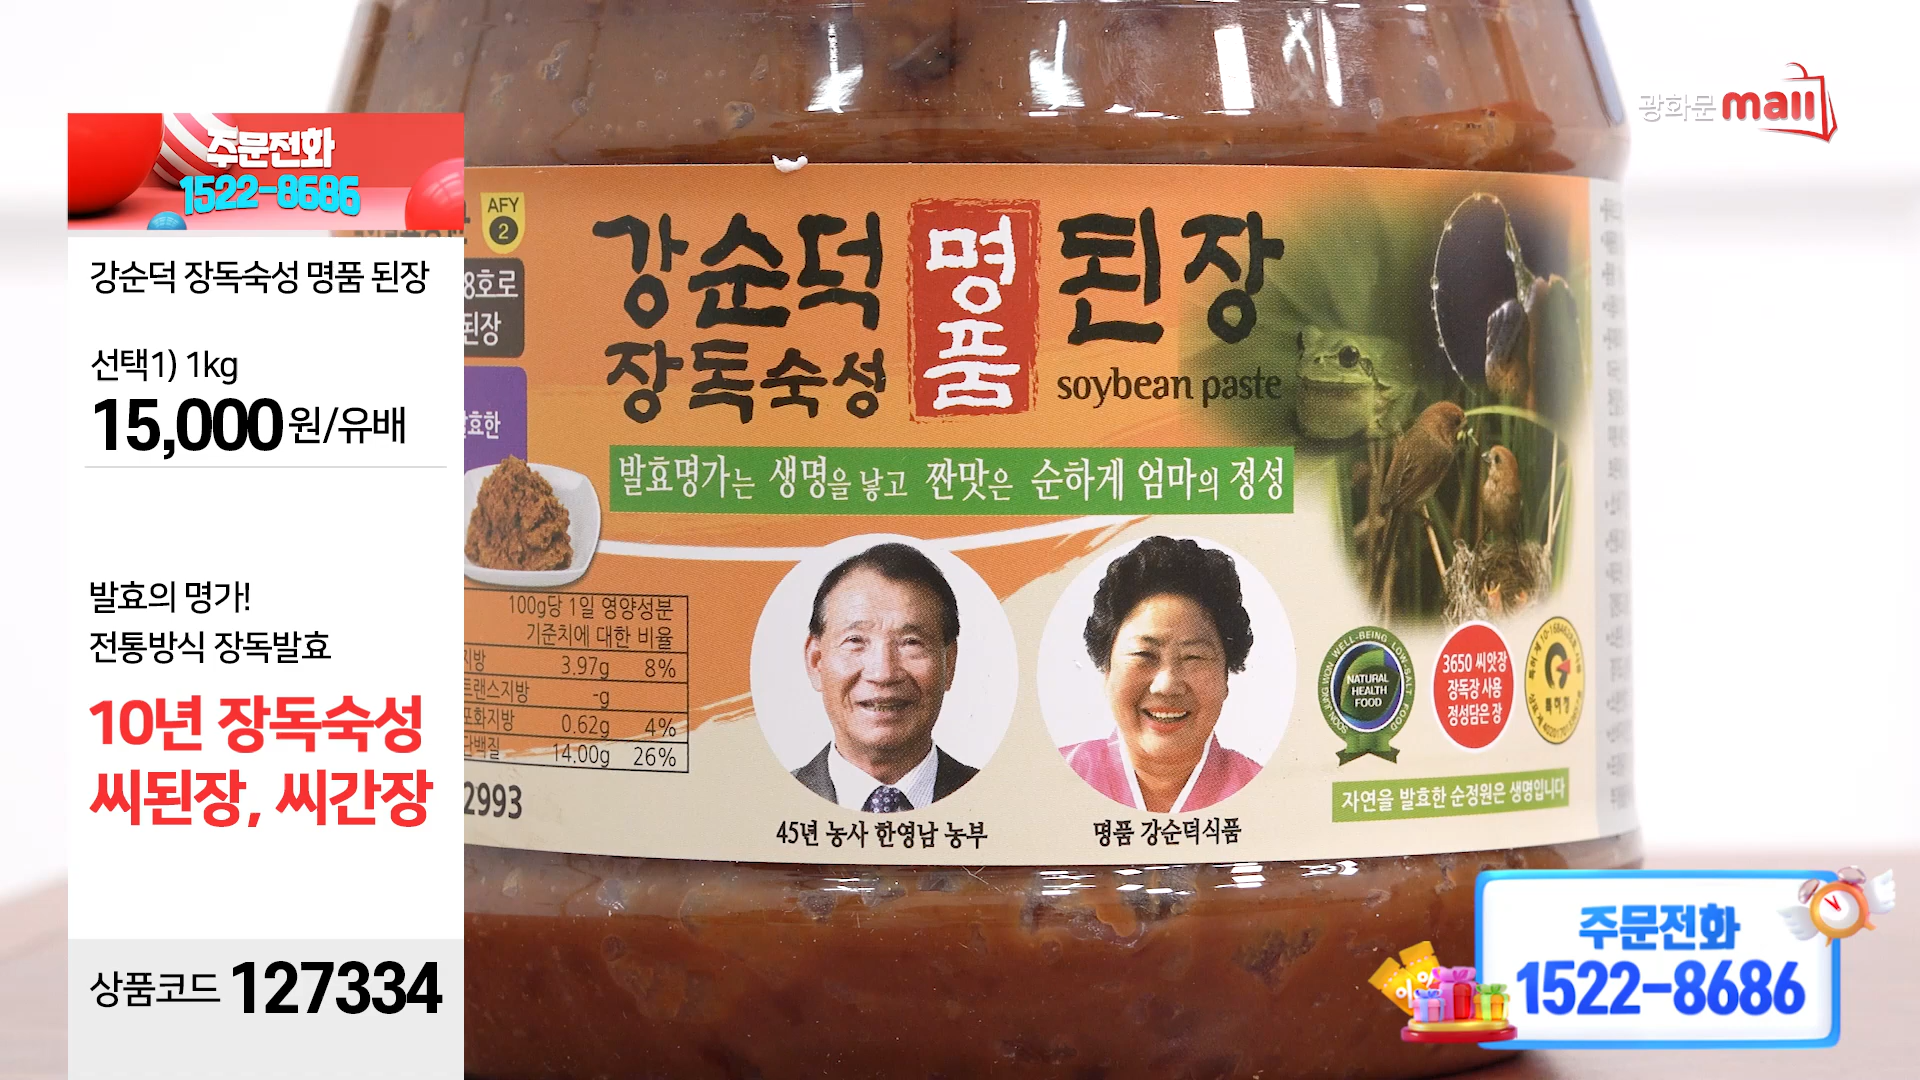 주문전화
1522-8686
강순덕 장독숙성 명품 된장
선택1) 1kg
15,000원/유배
발효의 명가!
전통방식 장독발효
10년 장독숙성
씨된장, 씨간장
상품코드 127334
광화문 mall
AFY
2
8호로
된장
발효한
강순덕 명품 된장
장독숙성
soybean paste
발효명가는 생명을 낳고 짠맛은 순하게 엄마의 정성
100g당 1일 영양성분
기준치에 대한 비율
지방 3.97g 8%
트랜스지방 -g
포화지방 0.62g 4%
단백질 14.00g 26%
2993
45년 농사 한영남 농부
명품 강순덕식품
WELL-BEING LOW-SALT FOOD
NATURAL
HEALTH
FOOD
3650 씨앗장
장독장 사용
정성담은 장
특허청
자연을 발효한 순정원은 생명입니다
주문전화
1522-8686